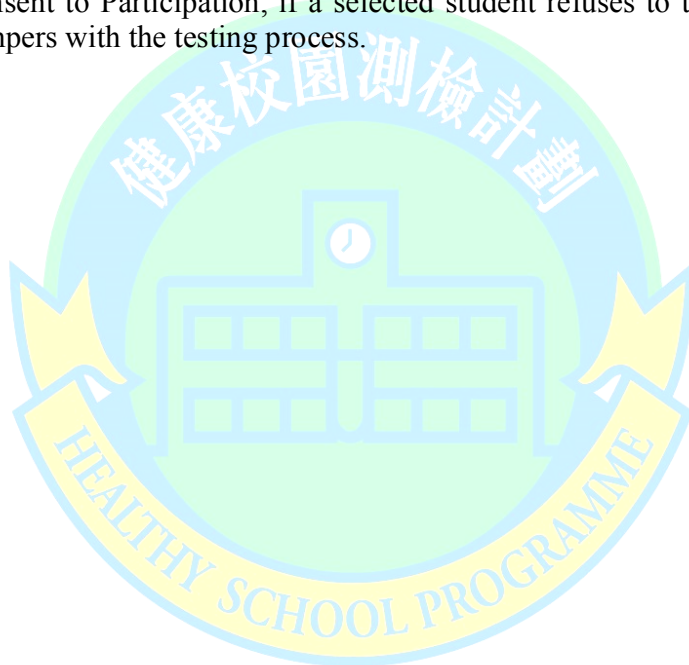 sent to Participation, if a selected student refuses to t
pers with the testing process.
健康校園測檢計劃
HEALTHY SCHOOL PROGRAMME